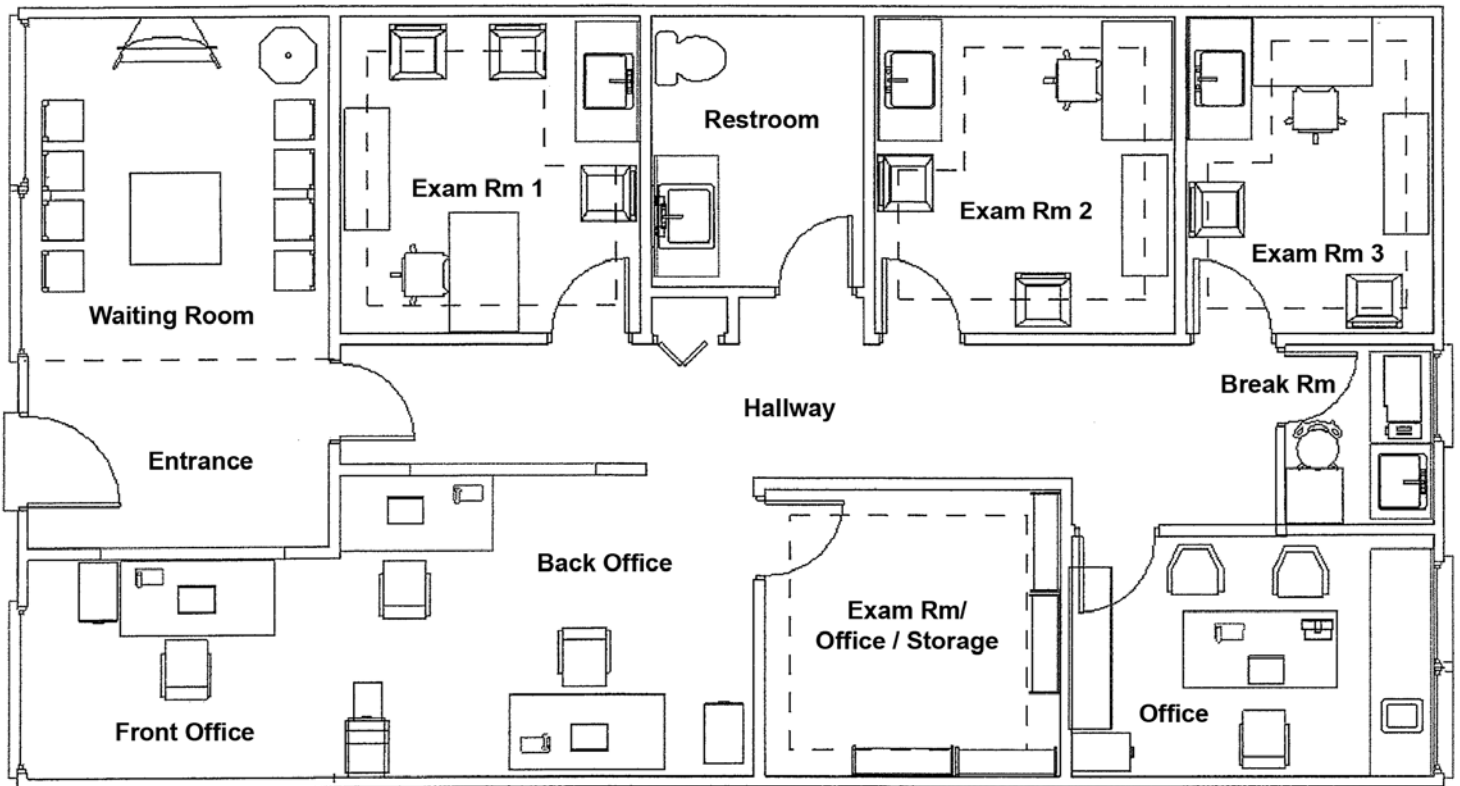 Waiting Room
Entrance
Exam Rm 1
Restroom
Exam Rm 2
Exam Rm 3
Hallway
Break Rm
Front Office
Back Office
Exam Rm/
Office / Storage
Office